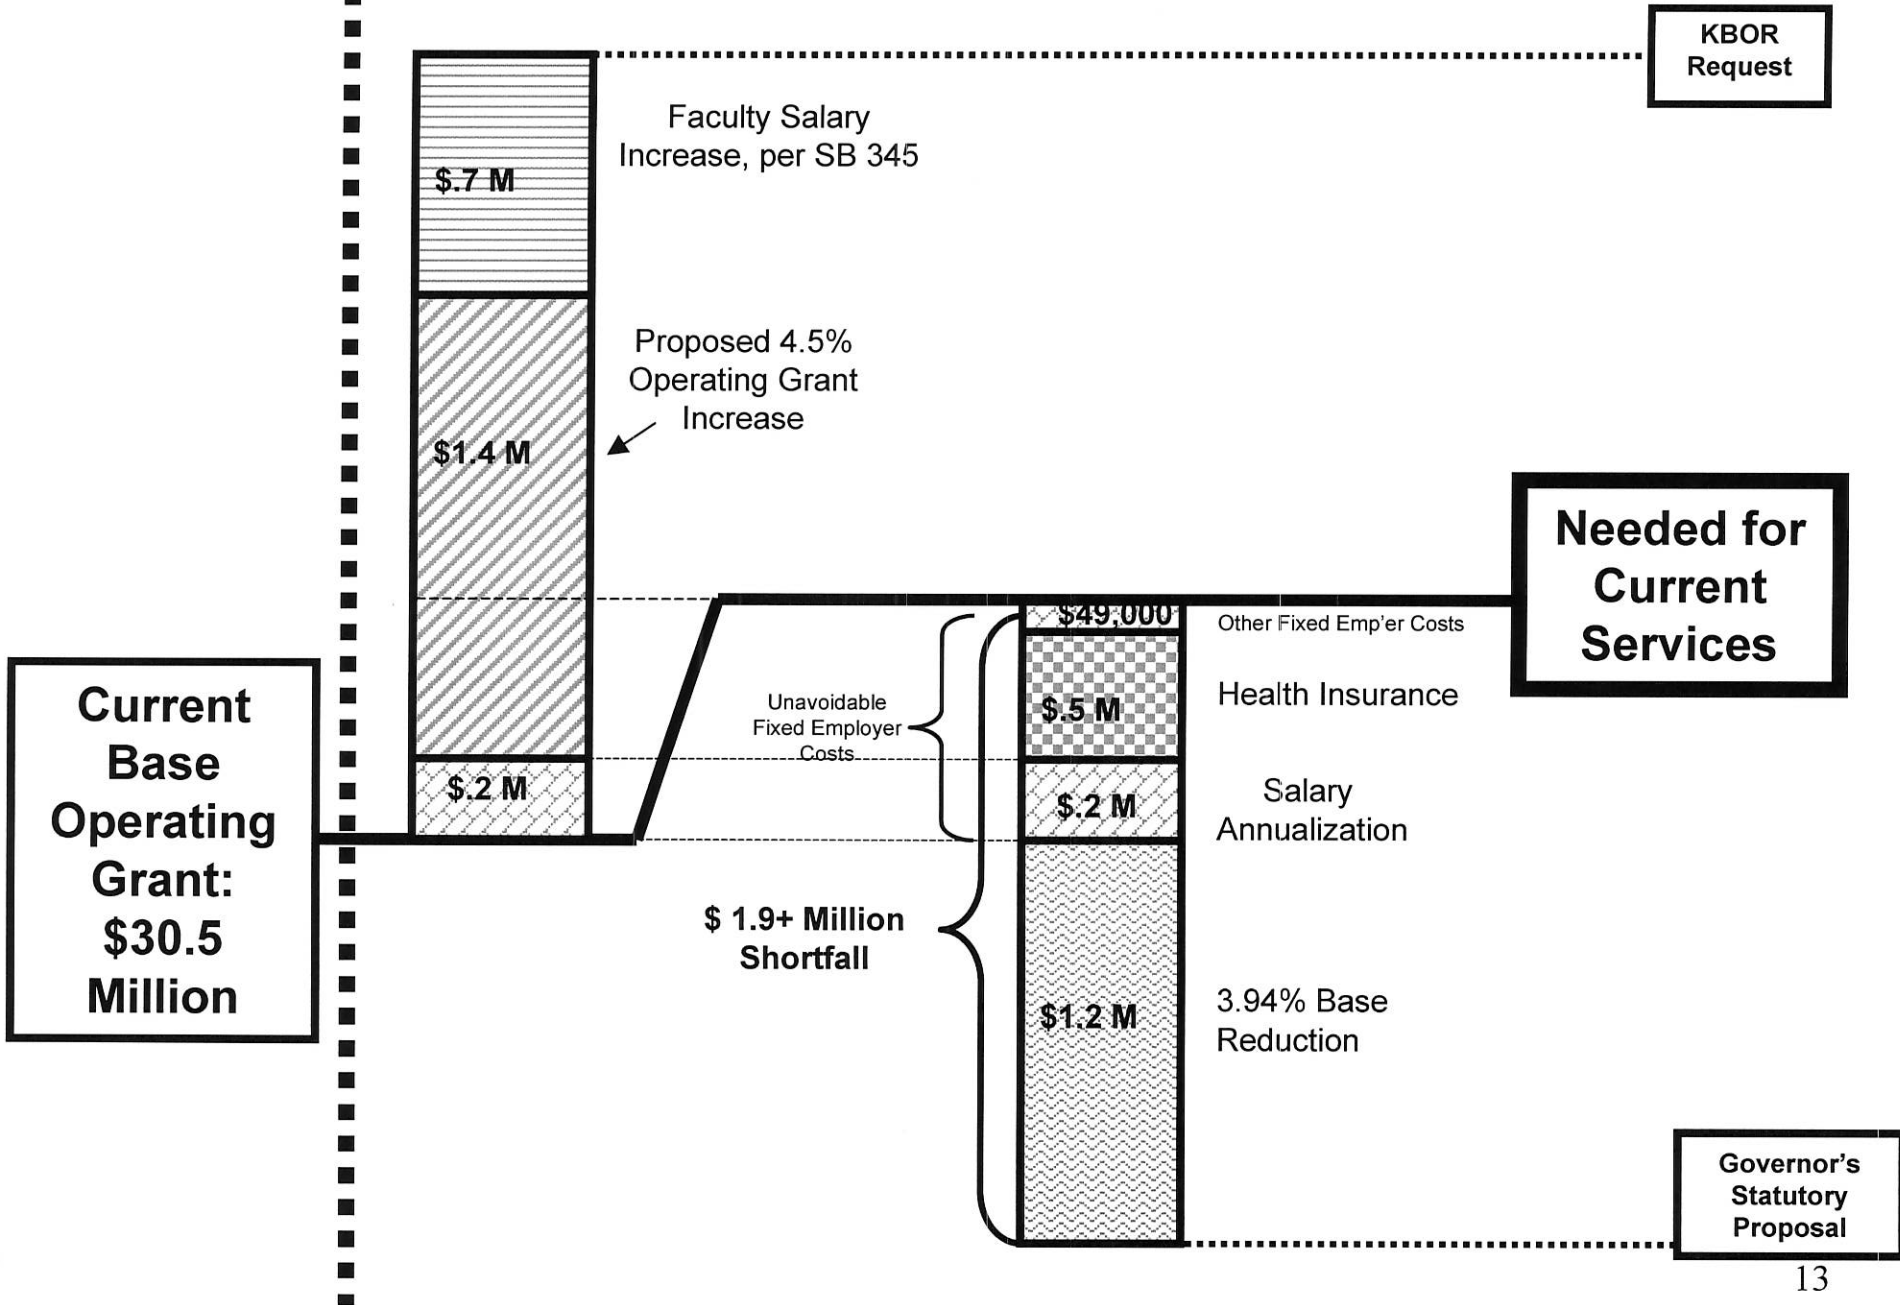 KBOR
Request
Faculty Salary
Increase, per SB 345
$.7 M
Proposed 4.5%
Operating Grant
Increase
$1.4 M
Needed for
Current
Services
$49,000
Other Fixed Emp'er Costs
Current
Base
Operating
Grant:
$30.5
Million
Unavoidable
Fixed Employer
Costs
$.5 M
Health Insurance
$.2 M
$.2 M
Salary
Annualization
$ 1.9+ Million
Shortfall
$1.2 M
3.94% Base
Reduction
Governor's
Statutory
Proposal
13